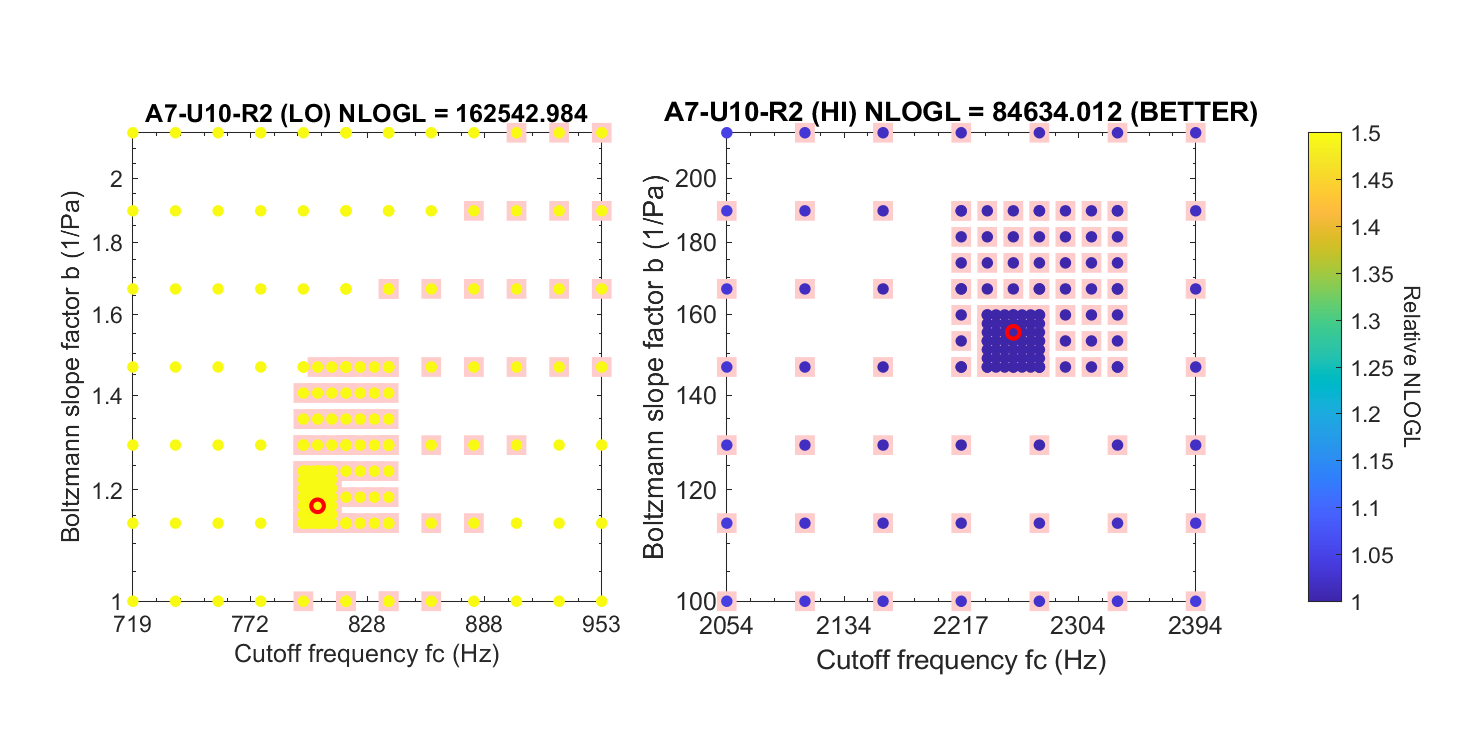 A7-U10-R2 (LO) NLOGL = 162542.984
Boltzmann slope factor b (1/Pa)
2
1.8
1.6
1.4
1.2
1
719 772 828 888 953
Cutoff frequency fc (Hz)
A7-U10-R2 (HI) NLOGL = 84634.012 (BETTER)
Boltzmann slope factor b (1/Pa)
200
180
160
140
120
100
2054 2134 2217 2304 2394
Cutoff frequency fc (Hz)
1.5
1.45
1.4
1.35
1.3
1.25
1.2
1.15
1.1
1.05
1
Relative NLOGL